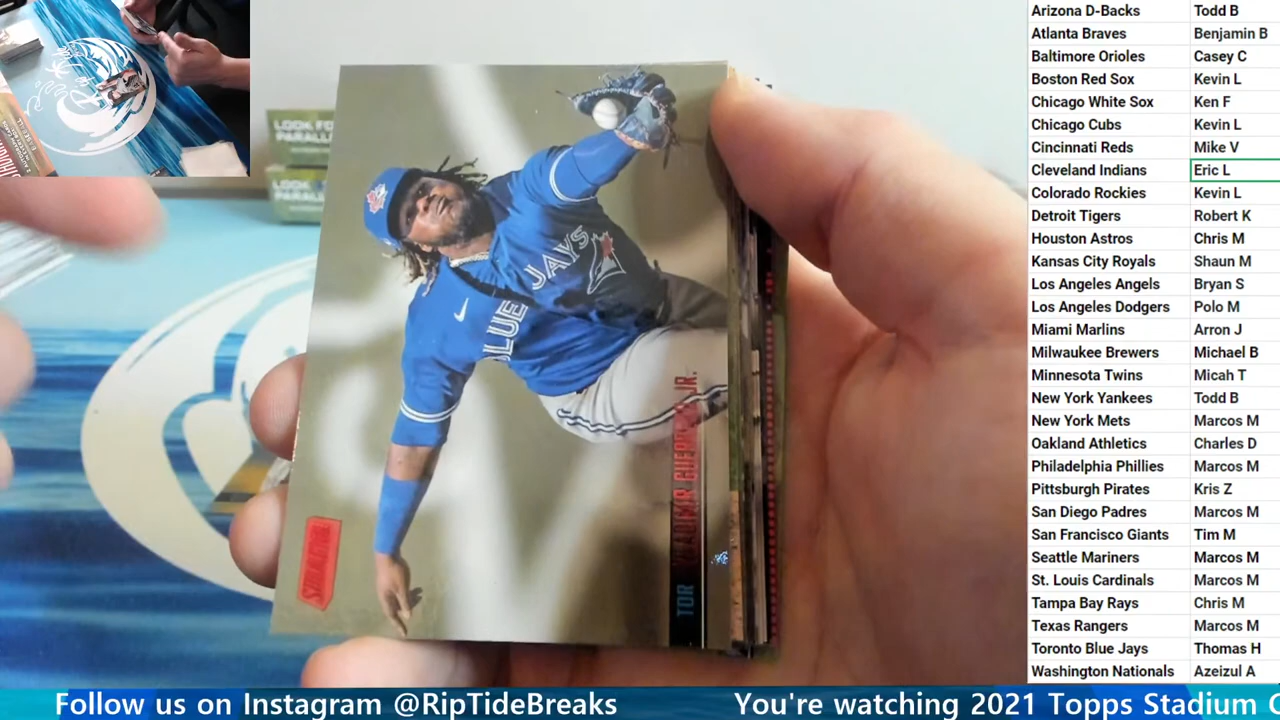 Arizona D-Backs Todd B
Atlanta Braves Benjamin B
Baltimore Orioles Casey C
Boston Red Sox Kevin L
Chicago White Sox Ken F
Chicago Cubs Kevin L
Cincinnati Reds Mike V
Cleveland Indians Eric L
Colorado Rockies Kevin L
Detroit Tigers Robert K
Houston Astros Chris M
Kansas City Royals Shaun M
Los Angeles Angels Bryan S
Los Angeles Dodgers Polo M
Miami Marlins Arron J
Milwaukee Brewers Michael B
Minnesota Twins Micah T
New York Yankees Todd B
New York Mets Marcos M
Oakland Athletics Charles D
Philadelphia Phillies Marcos M
Pittsburgh Pirates Kris Z
San Diego Padres Marcos M
San Francisco Giants Tim M
Seattle Mariners Marcos M
St. Louis Cardinals Marcos M
Tampa Bay Rays Chris M
Texas Rangers Marcos M
Toronto Blue Jays Thomas H
Washington Nationals Azeizul A
LOOK FO
PARALL
LOOK
BLUE JAYS
TOR VLADIMIR GUERRERO JR.
Follow us on Instagram @RipTideBreaks You're watching 2021 Topps Stadium C